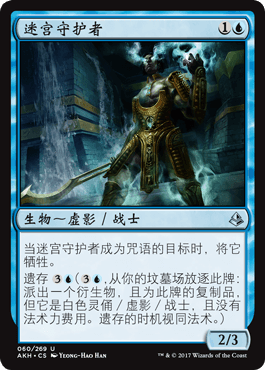 迷宫守护者 1
生物～虚影／战士
当迷宫守护者成为咒语的目标时，将它
牺牲。
遗存 3 （3 ，从你的坟墓场放逐此牌：
派出一个衍生物，且为此牌的复制品，
但它是白色灵俑／虚影／战士，且没有
法术力费用。遗存的时机视同法术。）
2/3
060/269 U
AKH • CS Yeong-Hao Han
™ & © 2017 Wizards of the Coast